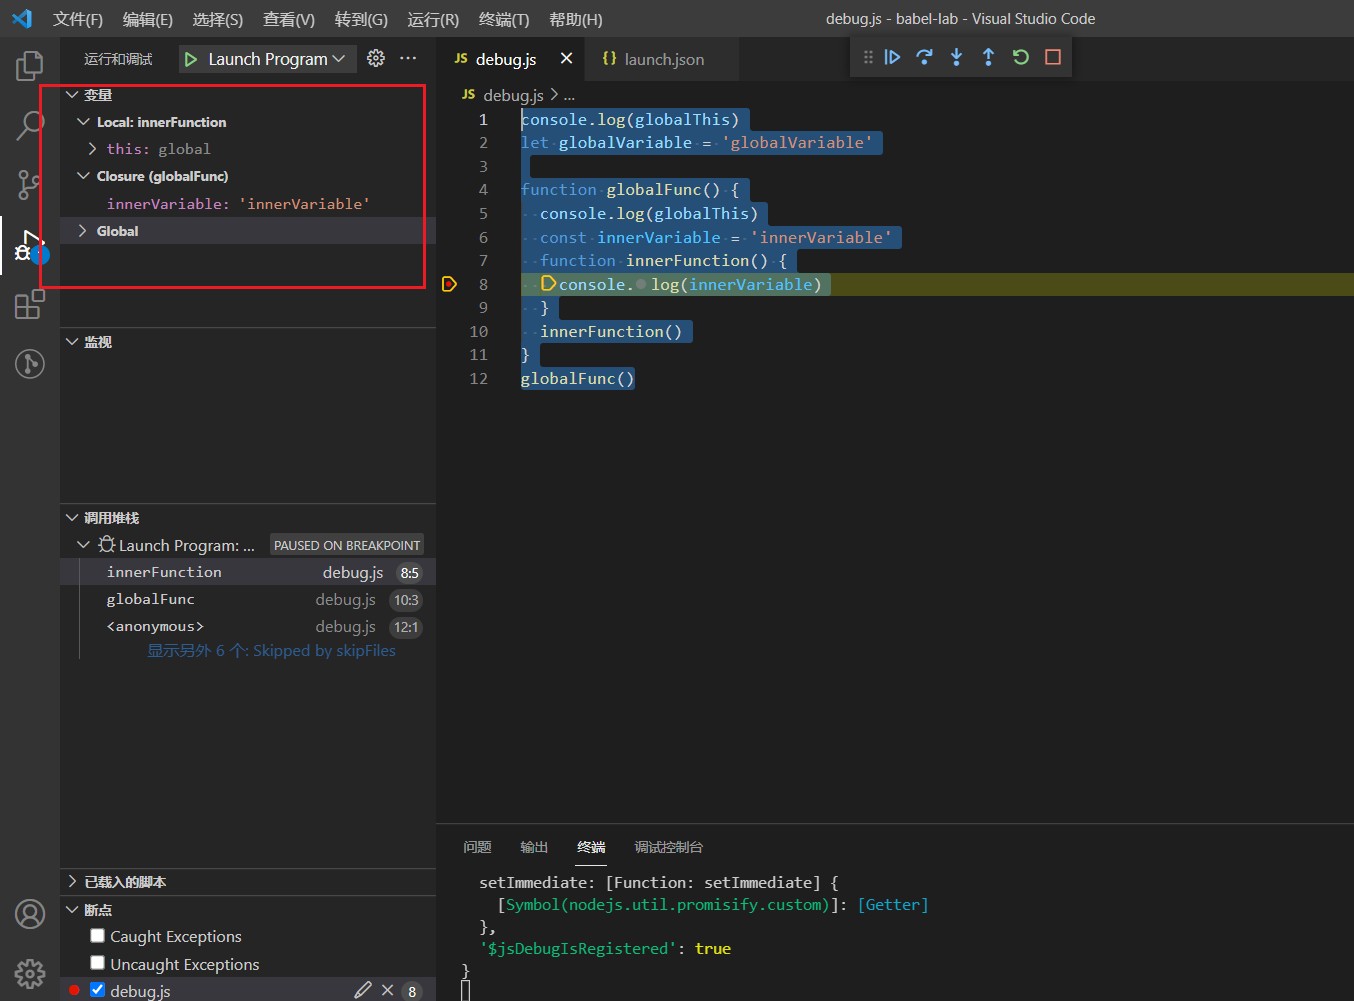 文件(F) 编辑(E) 选择(S) 查看(V) 转到(G) 运行(R) 终端(T) 帮助(H) debug.js - babel-lab - Visual Studio Code
运行和调试 Launch Program ···
JS debug.js × {} launch.json
JS debug.js > ...
变量
Local: innerFunction
this: global
Closure (globalFunc)
innerVariable: 'innerVariable'
Global
监视
调用堆栈
Launch Program: ... PAUSED ON BREAKPOINT
innerFunction debug.js 8:5
globalFunc debug.js 10:3
<anonymous> debug.js 12:1
显示另外 6 个: Skipped by skipFiles
已载入的脚本
断点
Caught Exceptions
Uncaught Exceptions
debug.js 8
1 console.log(globalThis)
2 let globalVariable = 'globalVariable'
3
4 function globalFunc() {
5 console.log(globalThis)
6 const innerVariable = 'innerVariable'
7 function innerFunction() {
8 console.log(innerVariable)
9 }
10 innerFunction()
11 }
12 globalFunc()
问题 输出 终端 调试控制台
setImmediate: [Function: setImmediate] {
[Symbol(nodejs.util.promisify.custom)]: [Getter]
},
'$jsDebugIsRegistered': true
}